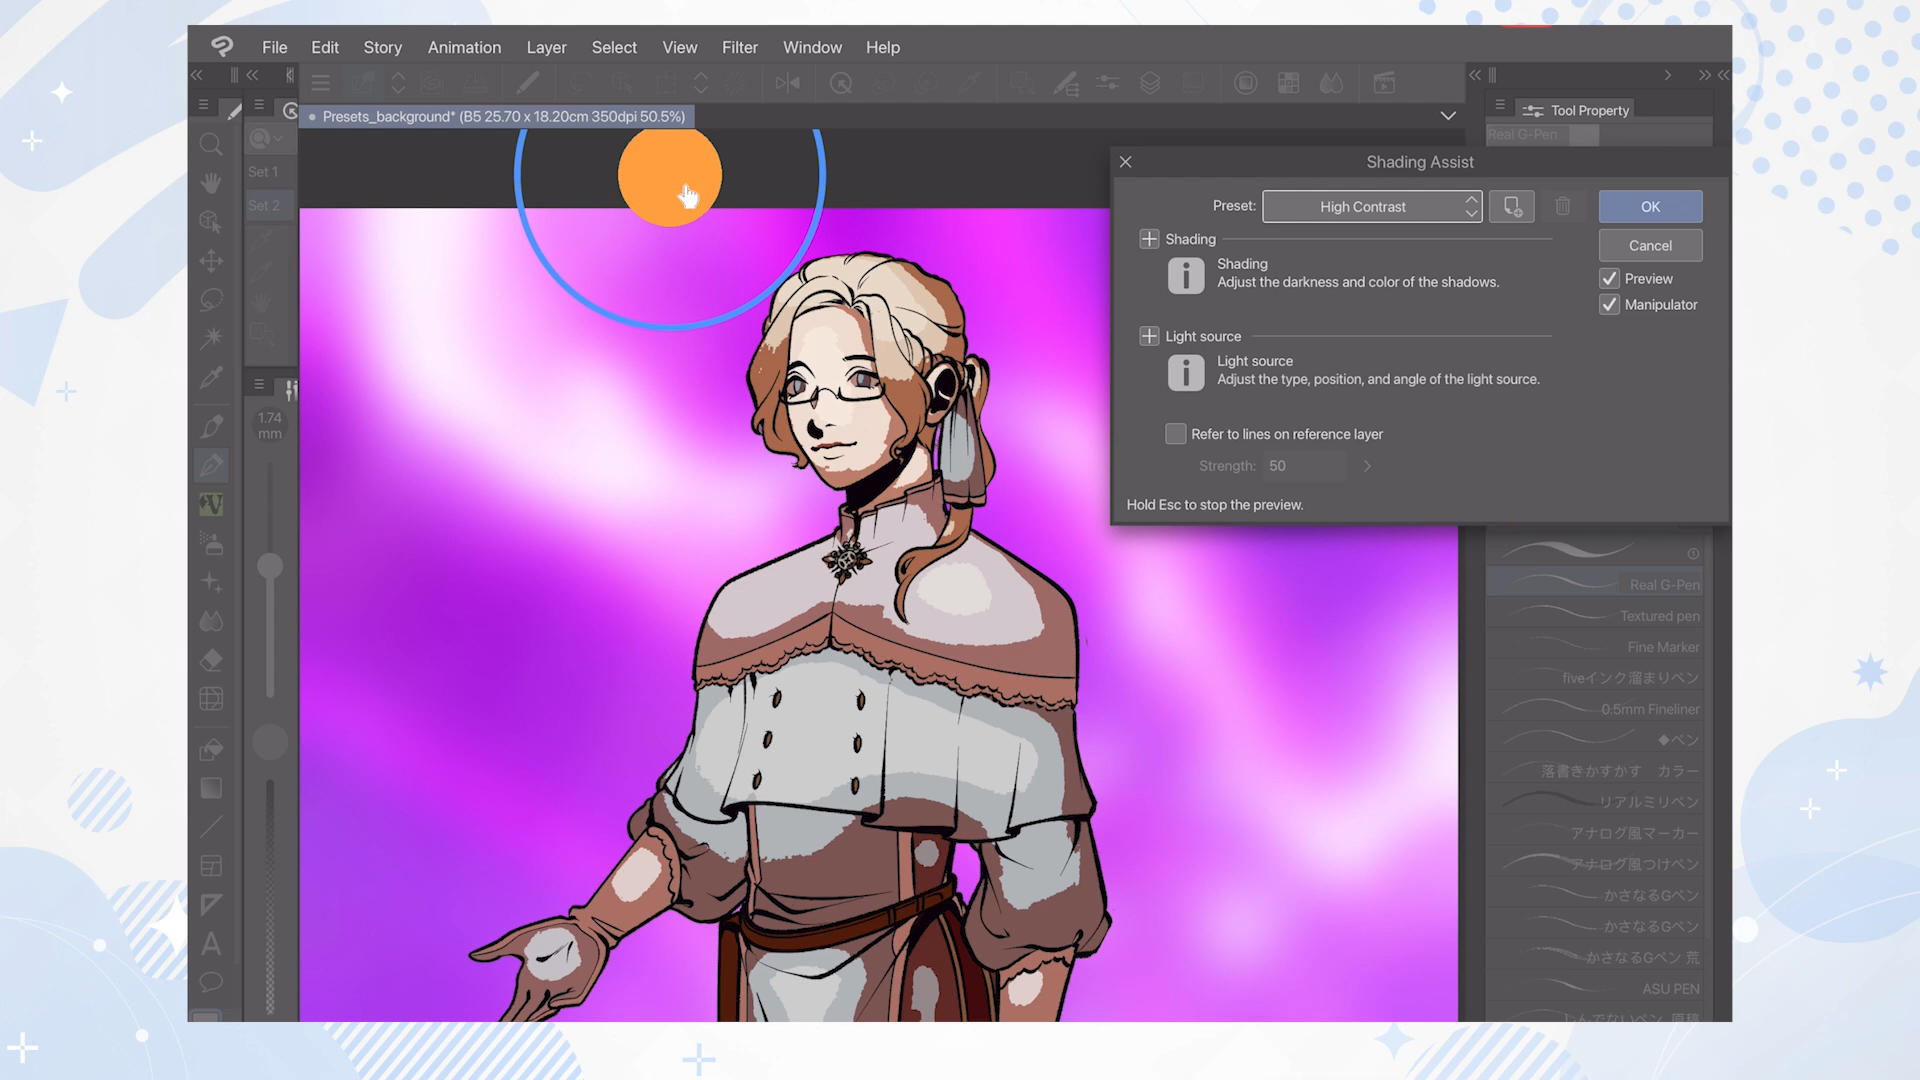 File Edit Story Animation Layer Select View Filter Window Help
Presets_background* (B5 25.70 x 18.20cm 350dpi 50.5%)
Set 1
Set 2
1.74
mm
Tool Property
Real G-Pen
Shading Assist
Preset: High Contrast
OK
Cancel
Preview
Manipulator
Shading
Shading
Adjust the darkness and color of the shadows.
Light source
Light source
Adjust the type, position, and angle of the light source.
Refer to lines on reference layer
Strength: 50
Hold Esc to stop the preview.
Real G-Pen
Textured pen
Fine Marker
fiveインク溜まりペン
0.5mm Fineliner
◆ペン
落書きかすかす カラー
リアルミリペン
アナログ風マーカー
アナログ風つけペン
かさなるGペン
かさなるGペン
かさなるGペン 荒
ASU PEN